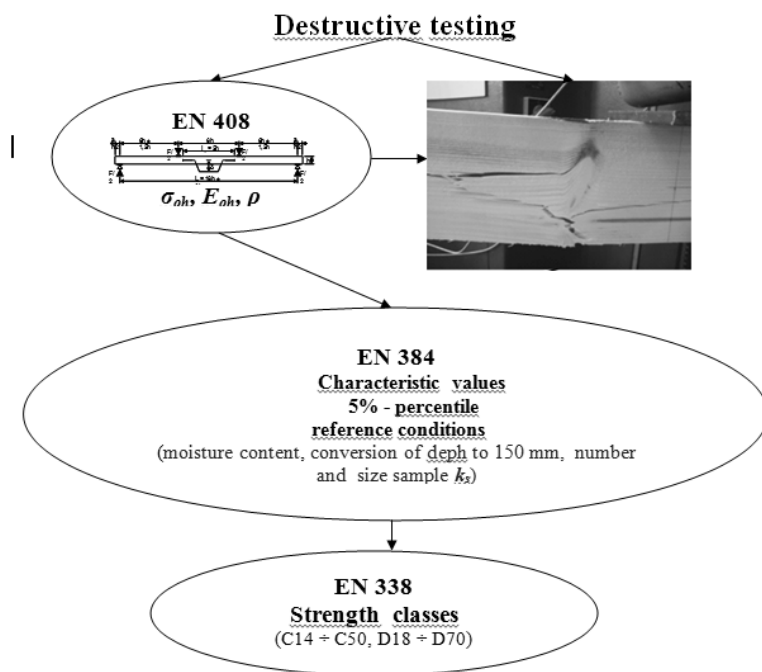 Destructive testing
EN 408
σoh, Eoh, ρ
EN 384
Characteristic values
5% - percentile
reference conditions
(moisture content, conversion of deph to 150 mm, number
and size sample ks)
EN 338
Strength classes
(C14 ÷ C50, D18 ÷ D70)